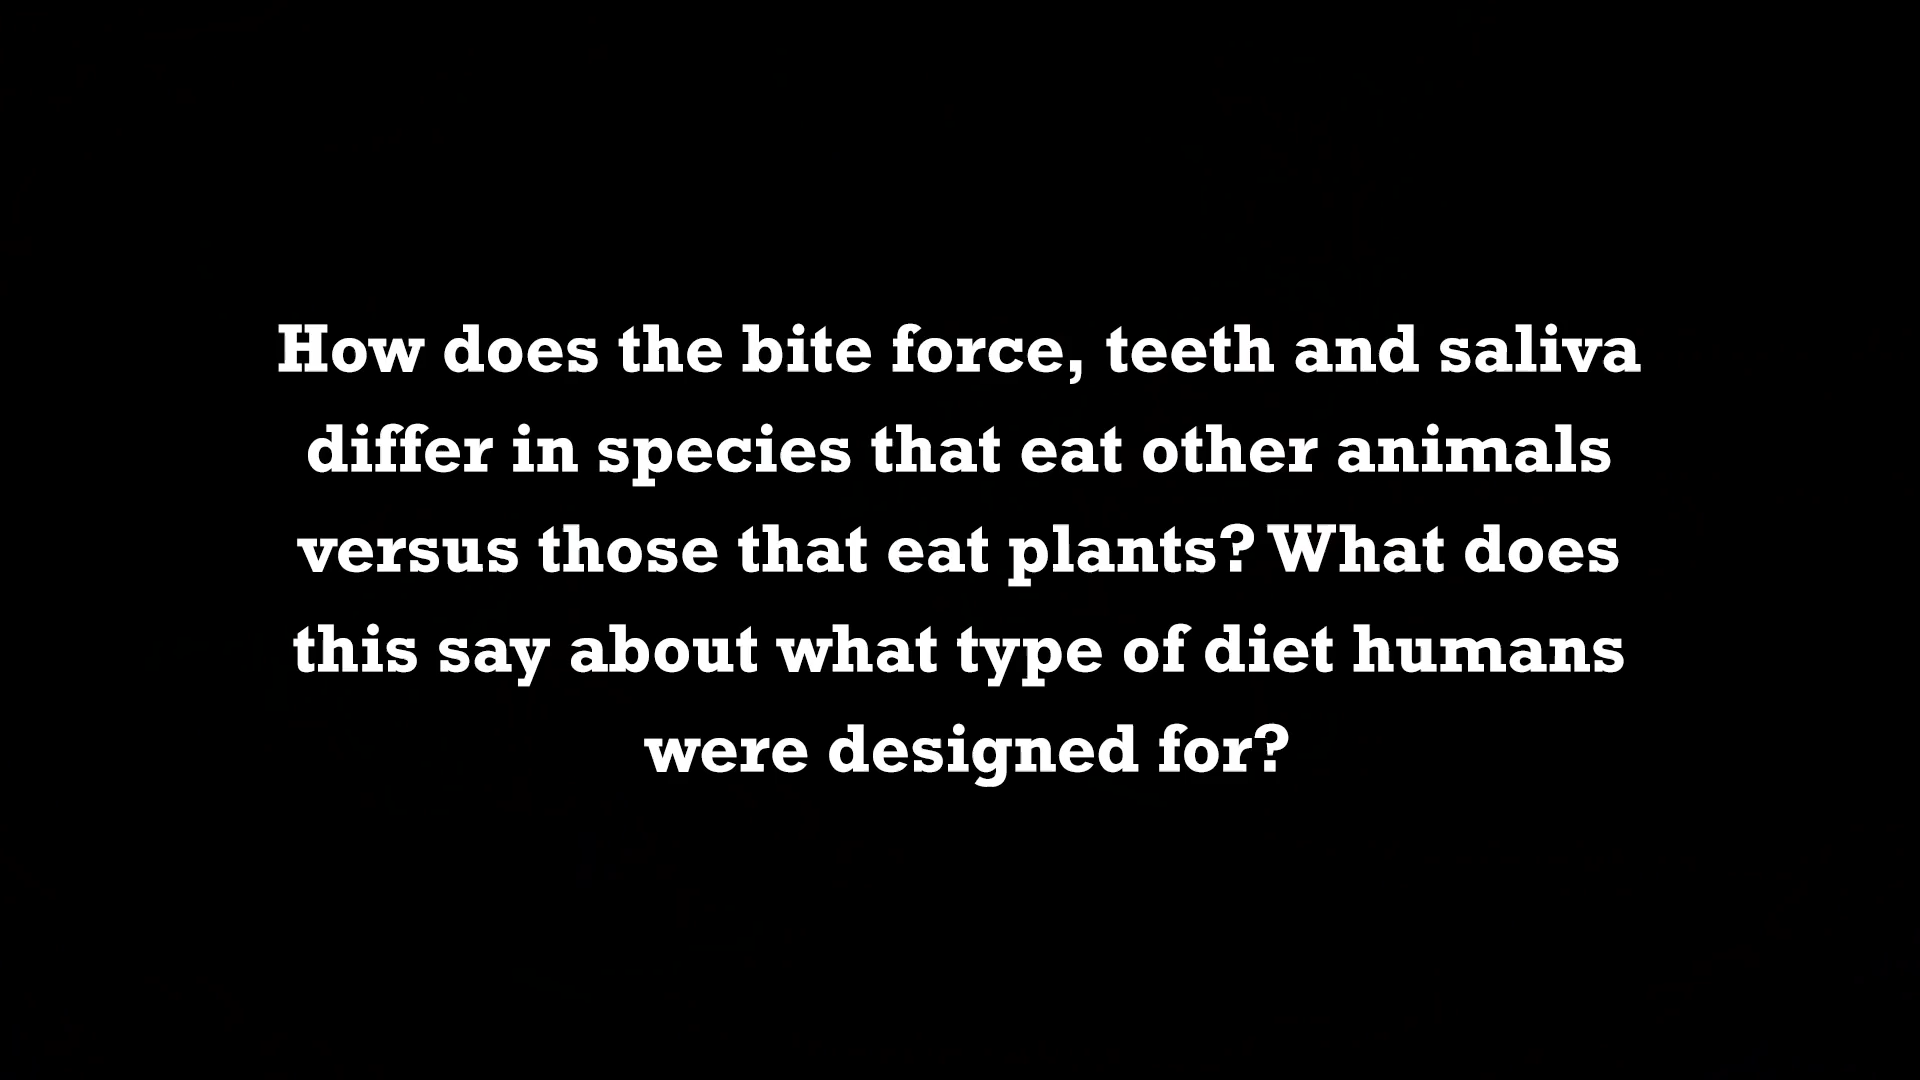 How does the bite force, teeth and saliva
differ in species that eat other animals
versus those that eat plants? What does
this say about what type of diet humans
were designed for?